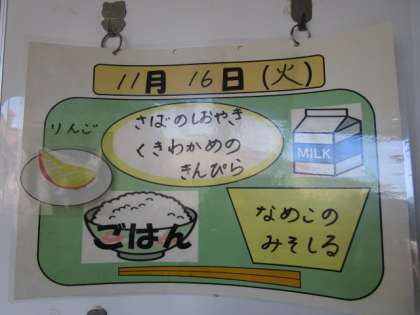 11月 16日 (火)
りんご
さばのしおやき
くきわかめの
きんぴら
MILK
ごはん
なめこの
みそしる